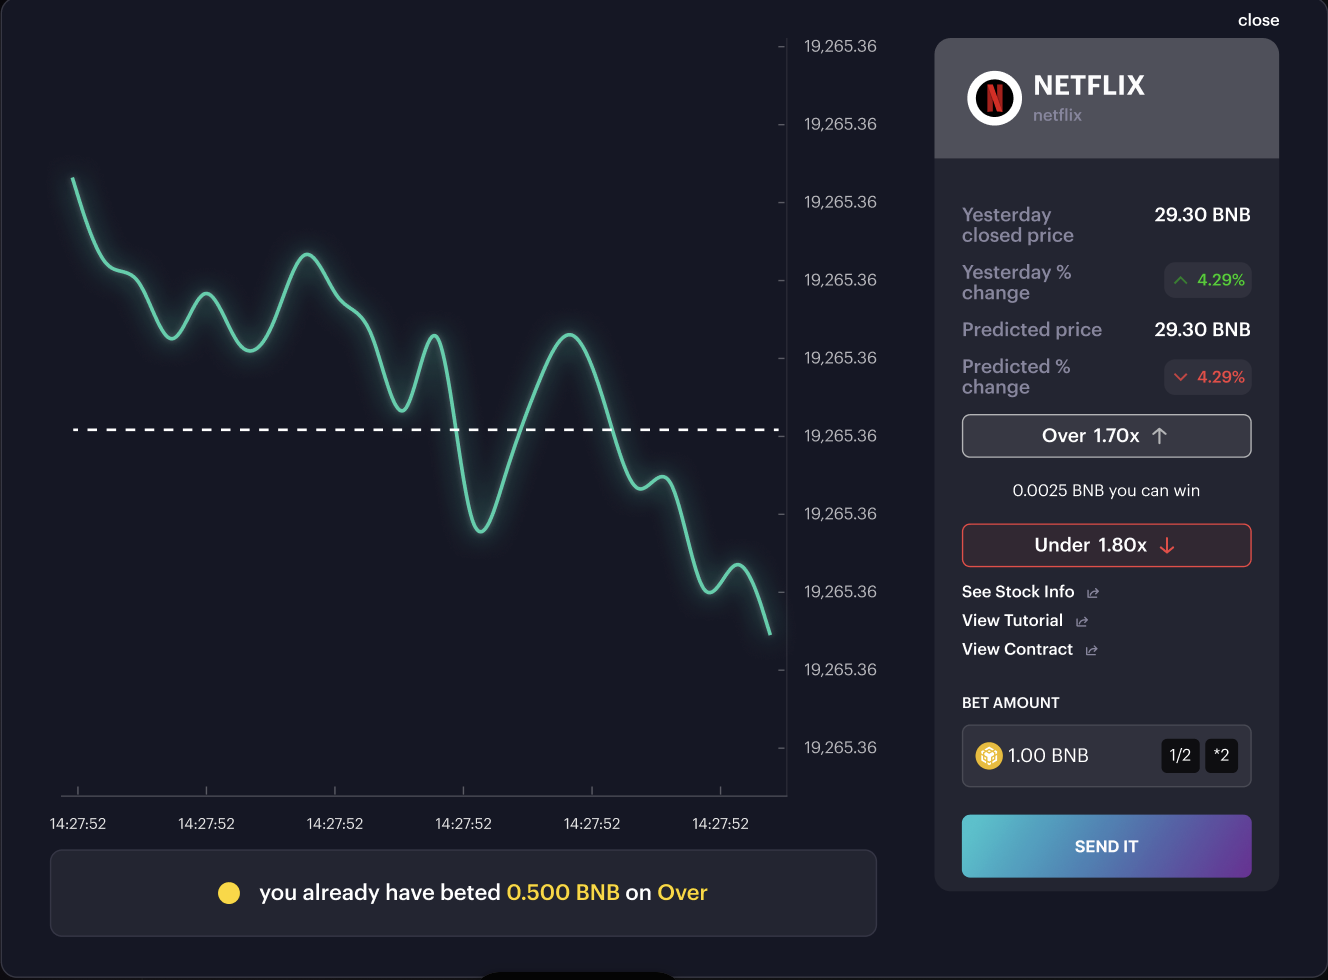 close
19,265.36
19,265.36
19,265.36
19,265.36
19,265.36
19,265.36
19,265.36
19,265.36
19,265.36
19,265.36
14:27:52 14:27:52 14:27:52 14:27:52 14:27:52 14:27:52
you already have beted 0.500 BNB on Over
N
NETFLIX
netflix
Yesterday
closed price
29.30 BNB
Yesterday %
change
4.29%
Predicted price 29.30 BNB
Predicted %
change
4.29%
Over 1.70x
0.0025 BNB you can win
Under 1.80x
See Stock Info
View Tutorial
View Contract
BET AMOUNT
1.00 BNB 1/2 *2
SEND IT